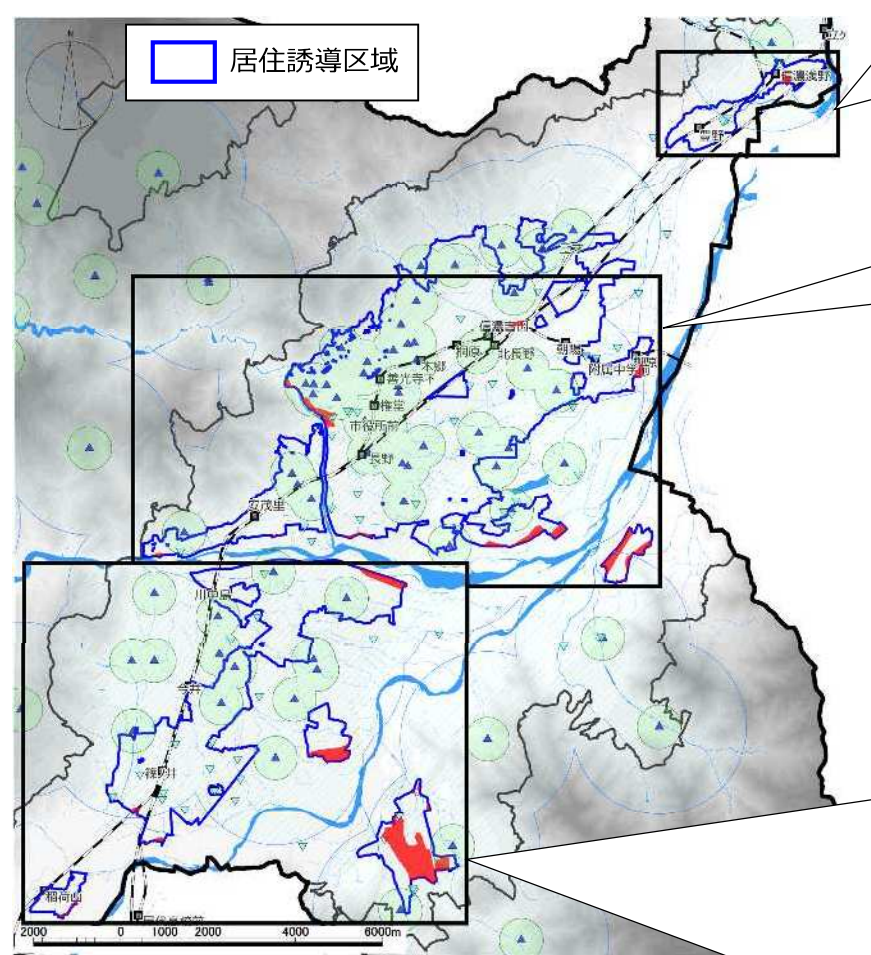 N
居住誘導区域
信濃浅野
豊野
三才
信濃吉田
桐原
北長野
朝陽
附属中学前
柳原
本郷
善光寺下
権堂
市役所前
長野
安茂里
川中島
今井
篠ノ井
稲荷山
2000 0 1000 2000 4000 6000m